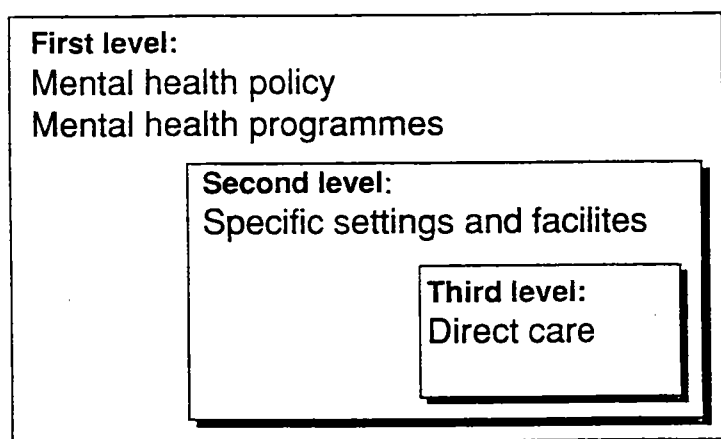 First level:
Mental health policy
Mental health programmes
Second level:
Specific settings and facilites
Third level:
Direct care